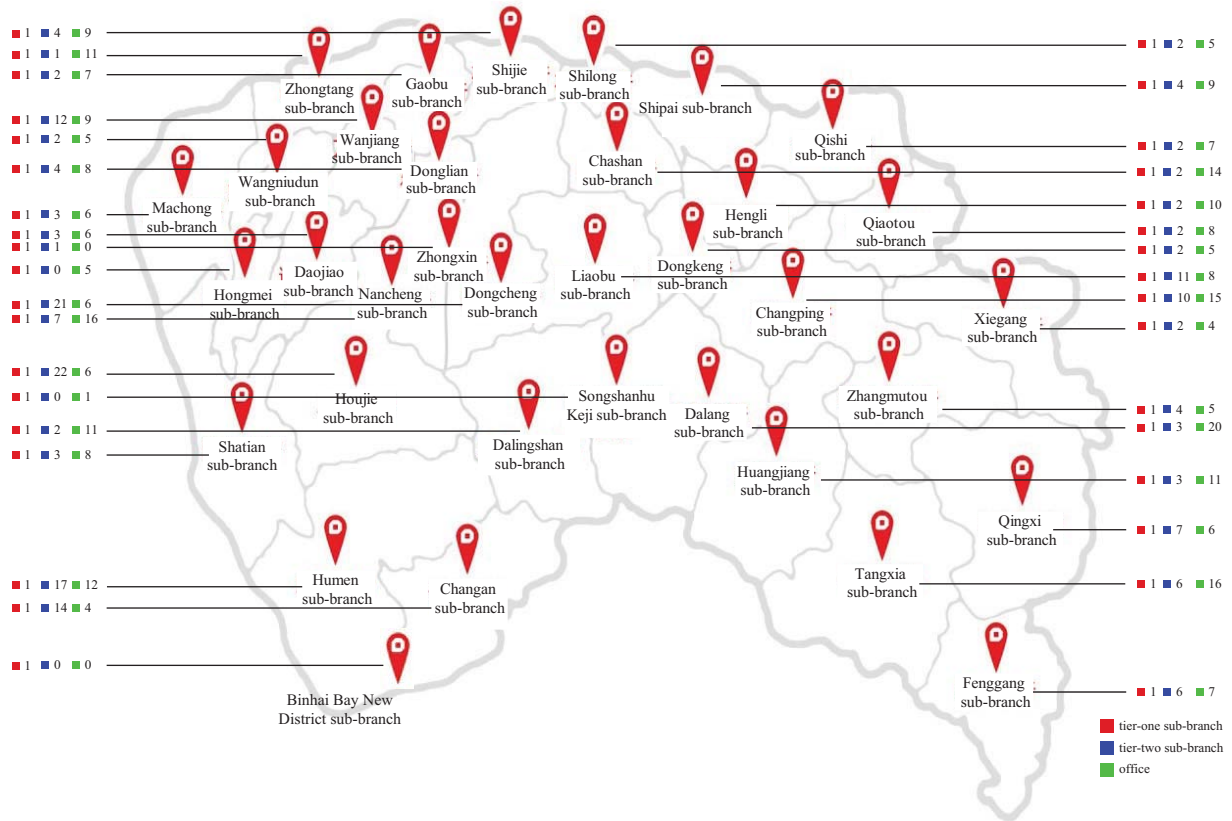 1 4 9
1 1 11
1 2 7
1 12 9
1 2 5
1 4 8
1 3 6
1 3 6
1 1 0
1 0 5
1 21 6
1 7 16
1 22 6
1 0 1
1 2 11
1 3 8
1 17 12
1 14 4
1 0 0
Zhongtang
sub-branch
Gaobu
sub-branch
Shijie
sub-branch
Shilong
sub-branch
Shipai sub-branch
Qishi
sub-branch
Wanjiang
sub-branch
Donglian
sub-branch
Chashan
sub-branch
Wangniudun
sub-branch
Machong
sub-branch
Hengli
sub-branch
Qiaotou
sub-branch
Hongmei
sub-branch
Daojiao
sub-branch
Nancheng
sub-branch
Zhongxin
sub-branch
Dongcheng
sub-branch
Liaobu
sub-branch
Dongkeng
sub-branch
Changping
sub-branch
Xiegang
sub-branch
Houjie
sub-branch
Songshanhu
Keji sub-branch
Dalang
sub-branch
Zhangmutou
sub-branch
Shatian
sub-branch
Dalingshan
sub-branch
Huangjiang
sub-branch
Qingxi
sub-branch
Humen
sub-branch
Changan
sub-branch
Tangxia
sub-branch
Binhai Bay New
District sub-branch
Fenggang
sub-branch
1 2 5
1 4 9
1 2 7
1 2 14
1 2 10
1 2 8
1 2 5
1 11 8
1 10 15
1 2 4
1 4 5
1 3 20
1 3 11
1 7 6
1 6 16
1 6 7
tier-one sub-branch
tier-two sub-branch
office